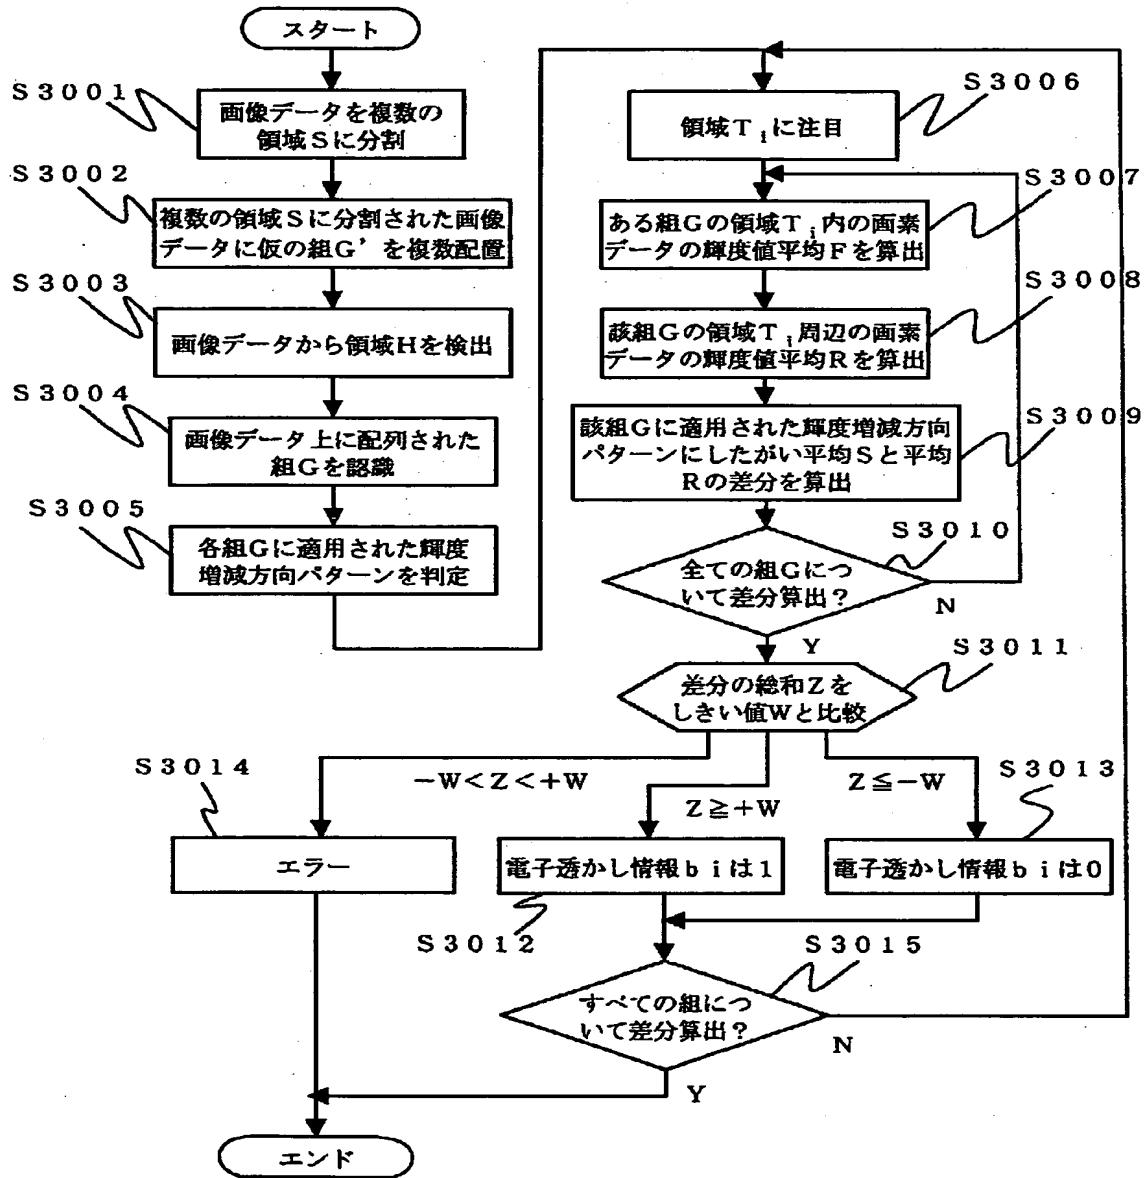 スタート
S3001
画像データを複数の
領域Sに分割
S3002
複数の領域Sに分割された画像
データに仮の組G’を複数配置
S3003
画像データから領域Hを検出
S3004
画像データ上に配列された
組Gを認識
S3005
各組Gに適用された輝度
増減方向パターンを判定
S3006
領域Tiに注目
S3007
ある組Gの領域Ti内の画素
データの輝度値平均Fを算出
S3008
該組Gの領域Ti周辺の画素
データの輝度値平均Rを算出
S3009
該組Gに適用された輝度増減方向
パターンにしたがい平均Sと平均
Rの差分を算出
S3010
全ての組Gにつ
いて差分算出?
N
Y
S3011
差分の総和Zを
しきい値Wと比較
S3014
-W<Z<+W
Z≧+W
Z≦-W
S3013
エラー
電子透かし情報biは1
電子透かし情報biは0
S3012
S3015
すべての組につ
いて差分算出?
N
Y
エンド